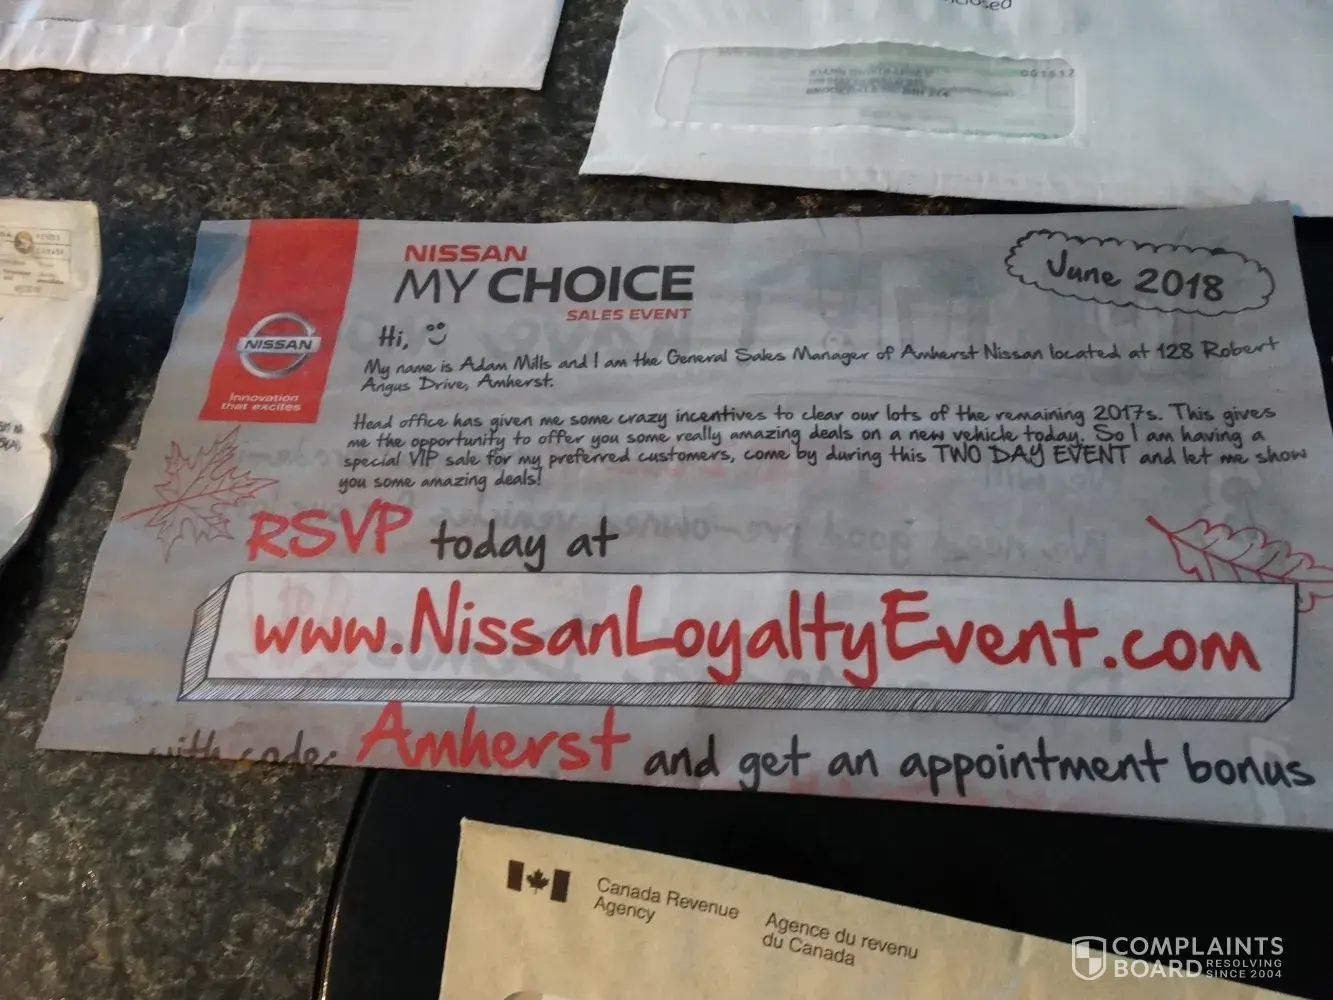 closed
001517
NISSAN
MY CHOICE
SALES EVENT
June 2018
NISSAN
Innovation
that excites
Hi,
My name is Adam Mills and I am the General Sales Manager of Amherst Nissan located at 128 Robert
Angus Drive, Amherst.
Head office has given me some crazy incentives to clear our lots of the remaining 2017s. This gives
me the opportunity to offer you some really amazing deals on a new vehicle today. So I am having a
special VIP sale for my preferred customers, come by during this TWO DAY EVENT and let me show
you some amazing deals!
RSVP today at
www.NissanLoyaltyEvent.com
with code: Amherst and get an appointment bonus
Canada Revenue
Agency
Agence du revenu
du Canada
COMPLAINTS
BOARD RESOLVING
SINCE 2004